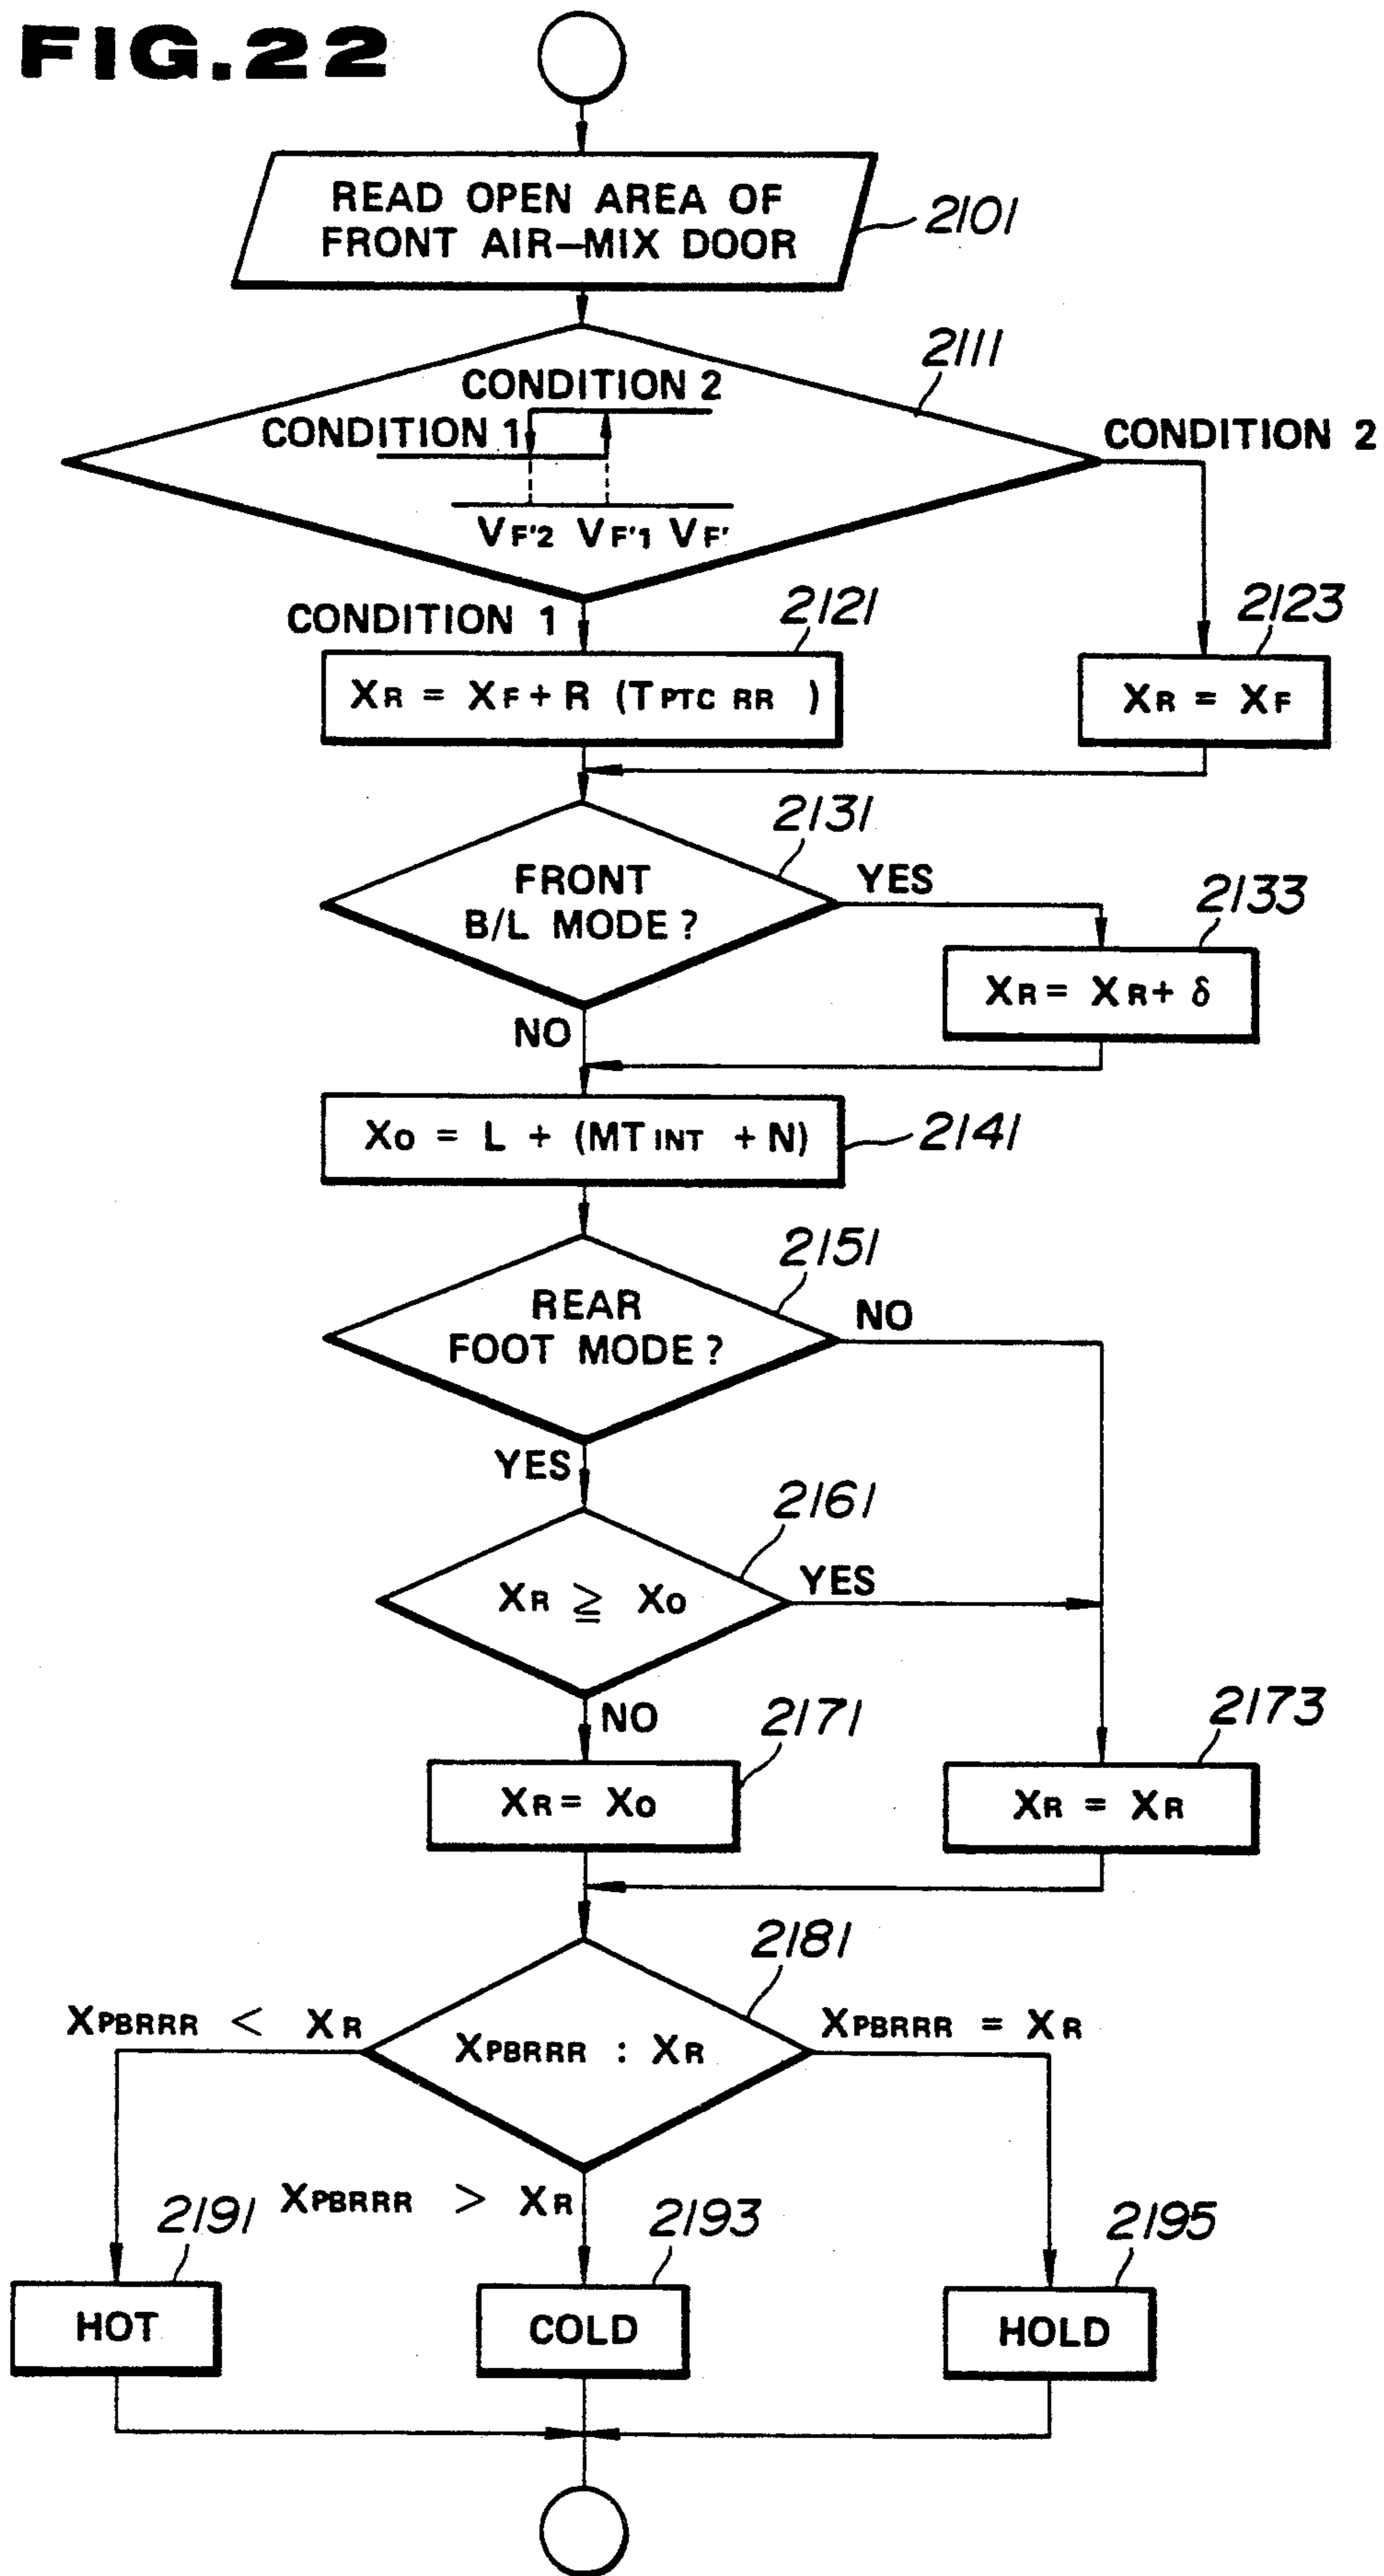 FIG.22
READ OPEN AREA OF
FRONT AIR-MIX DOOR
2101
2111
CONDITION 2
CONDITION 1
CONDITION 2
VF'2 VF'1 VF'
CONDITION 1
2121
2123
XR = XF + R (TPTC RR )
XR = XF
2131
FRONT
B/L MODE?
YES
2133
XR = XR + δ
NO
XO = L + (MTINT + N)
2141
2151
REAR
FOOT MODE?
NO
YES
2161
XR ≧ XO
YES
NO
2171
2173
XR = XO
XR = XR
2181
XPBRRR < XR
XPBRRR : XR
XPBRRR = XR
XPBRRR > XR
2191
2193
2195
HOT
COLD
HOLD